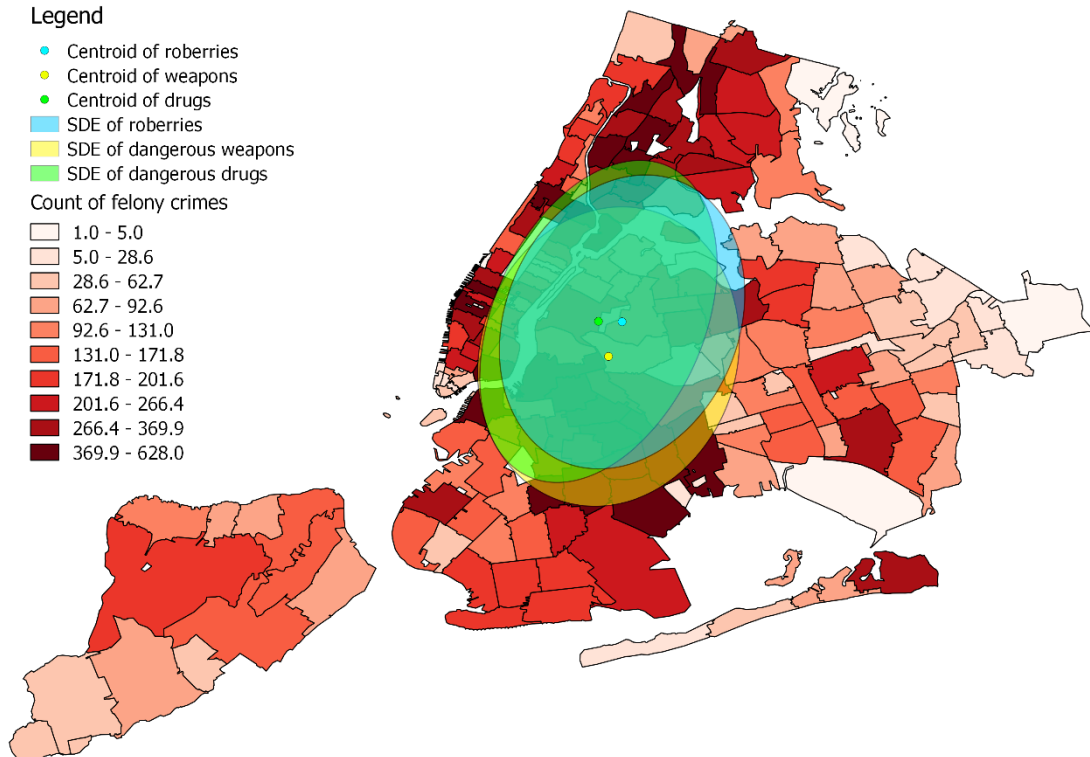 Legend
Centroid of roberries
Centroid of weapons
Centroid of drugs
SDE of roberries
SDE of dangerous weapons
SDE of dangerous drugs
Count of felony crimes
1.0 - 5.0
5.0 - 28.6
28.6 - 62.7
62.7 - 92.6
92.6 - 131.0
131.0 - 171.8
171.8 - 201.6
201.6 - 266.4
266.4 - 369.9
369.9 - 628.0